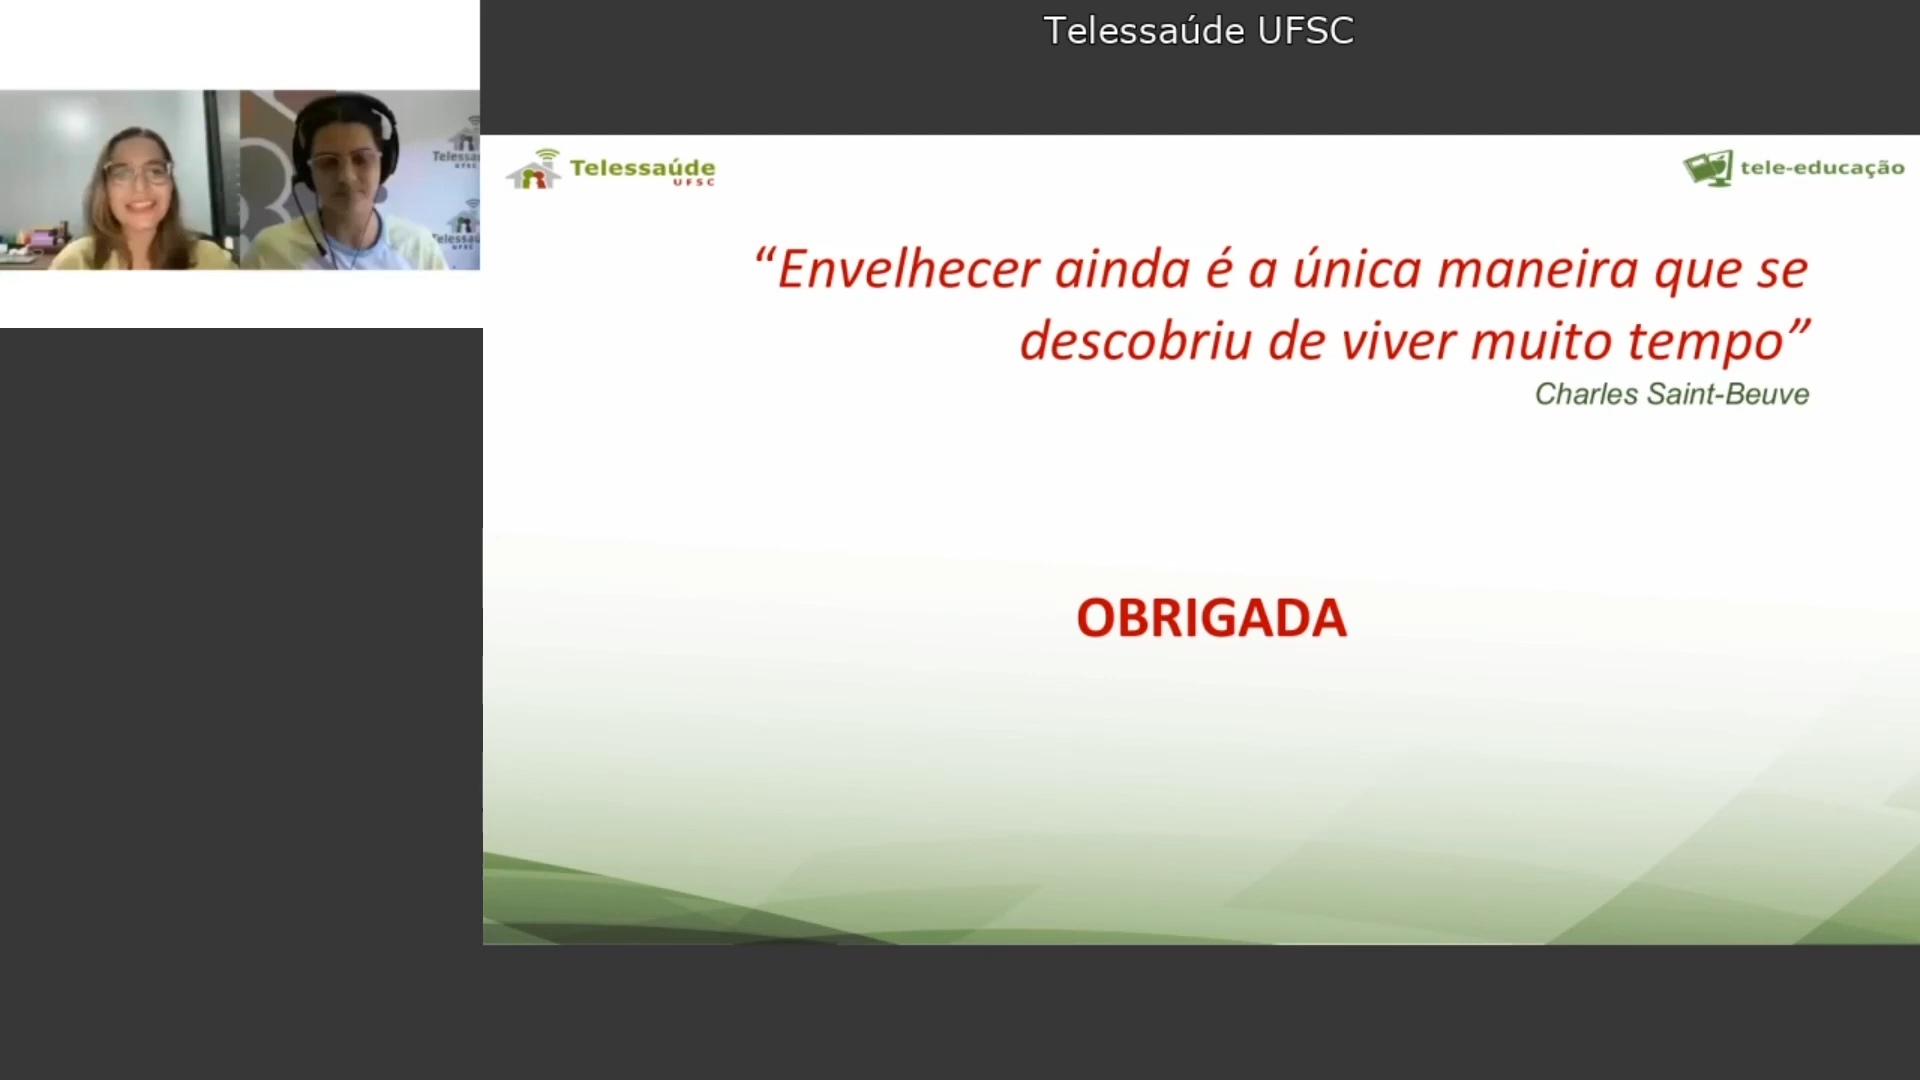 Telessaúde UFSC
Telessaúde
UFSC
tele-educação
“Envelhecer ainda é a única maneira que se
descobriu de viver muito tempo”
Charles Saint-Beuve
OBRIGADA